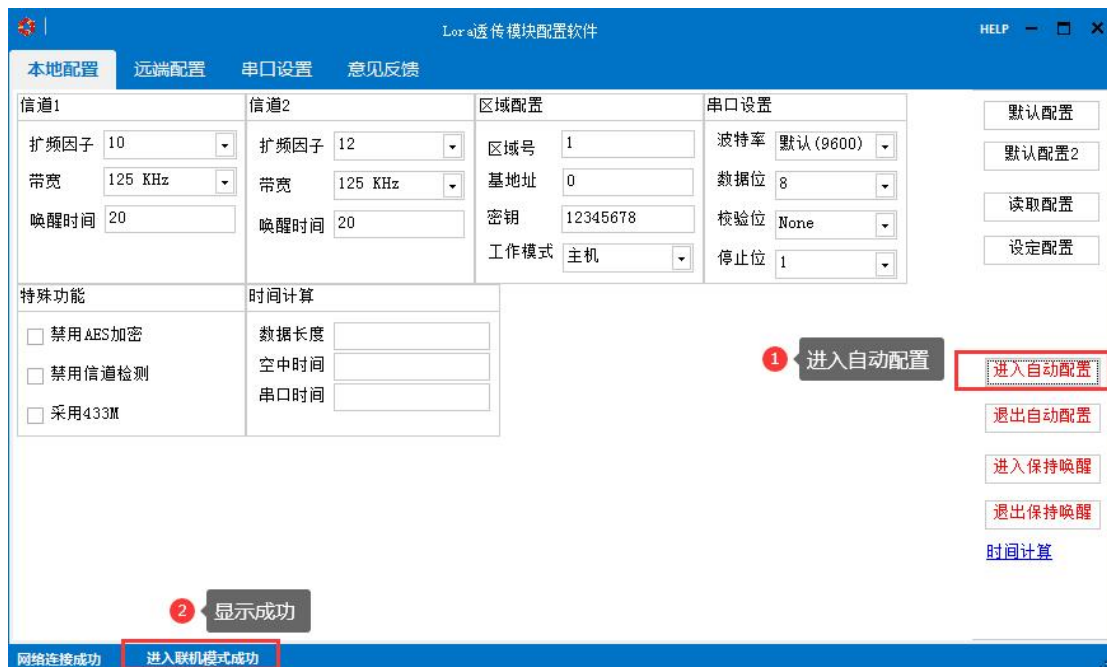 Lora透传模块配置软件
HELP
本地配置 远端配置 串口设置 意见反馈
信道1
扩频因子 10
带宽 125 KHz
唤醒时间 20
信道2
扩频因子 12
带宽 125 KHz
唤醒时间 20
区域配置
区域号 1
基地址 0
密钥 12345678
工作模式 主机
串口设置
波特率 默认(9600)
数据位 8
校验位 None
停止位 1
默认配置
默认配置2
读取配置
设定配置
特殊功能
禁用AES加密
禁用信道检测
采用433M
时间计算
数据长度
空中时间
串口时间
1 进入自动配置
进入自动配置
退出自动配置
进入保持唤醒
退出保持唤醒
时间计算
2 显示成功
网络连接成功 进入联机模式成功